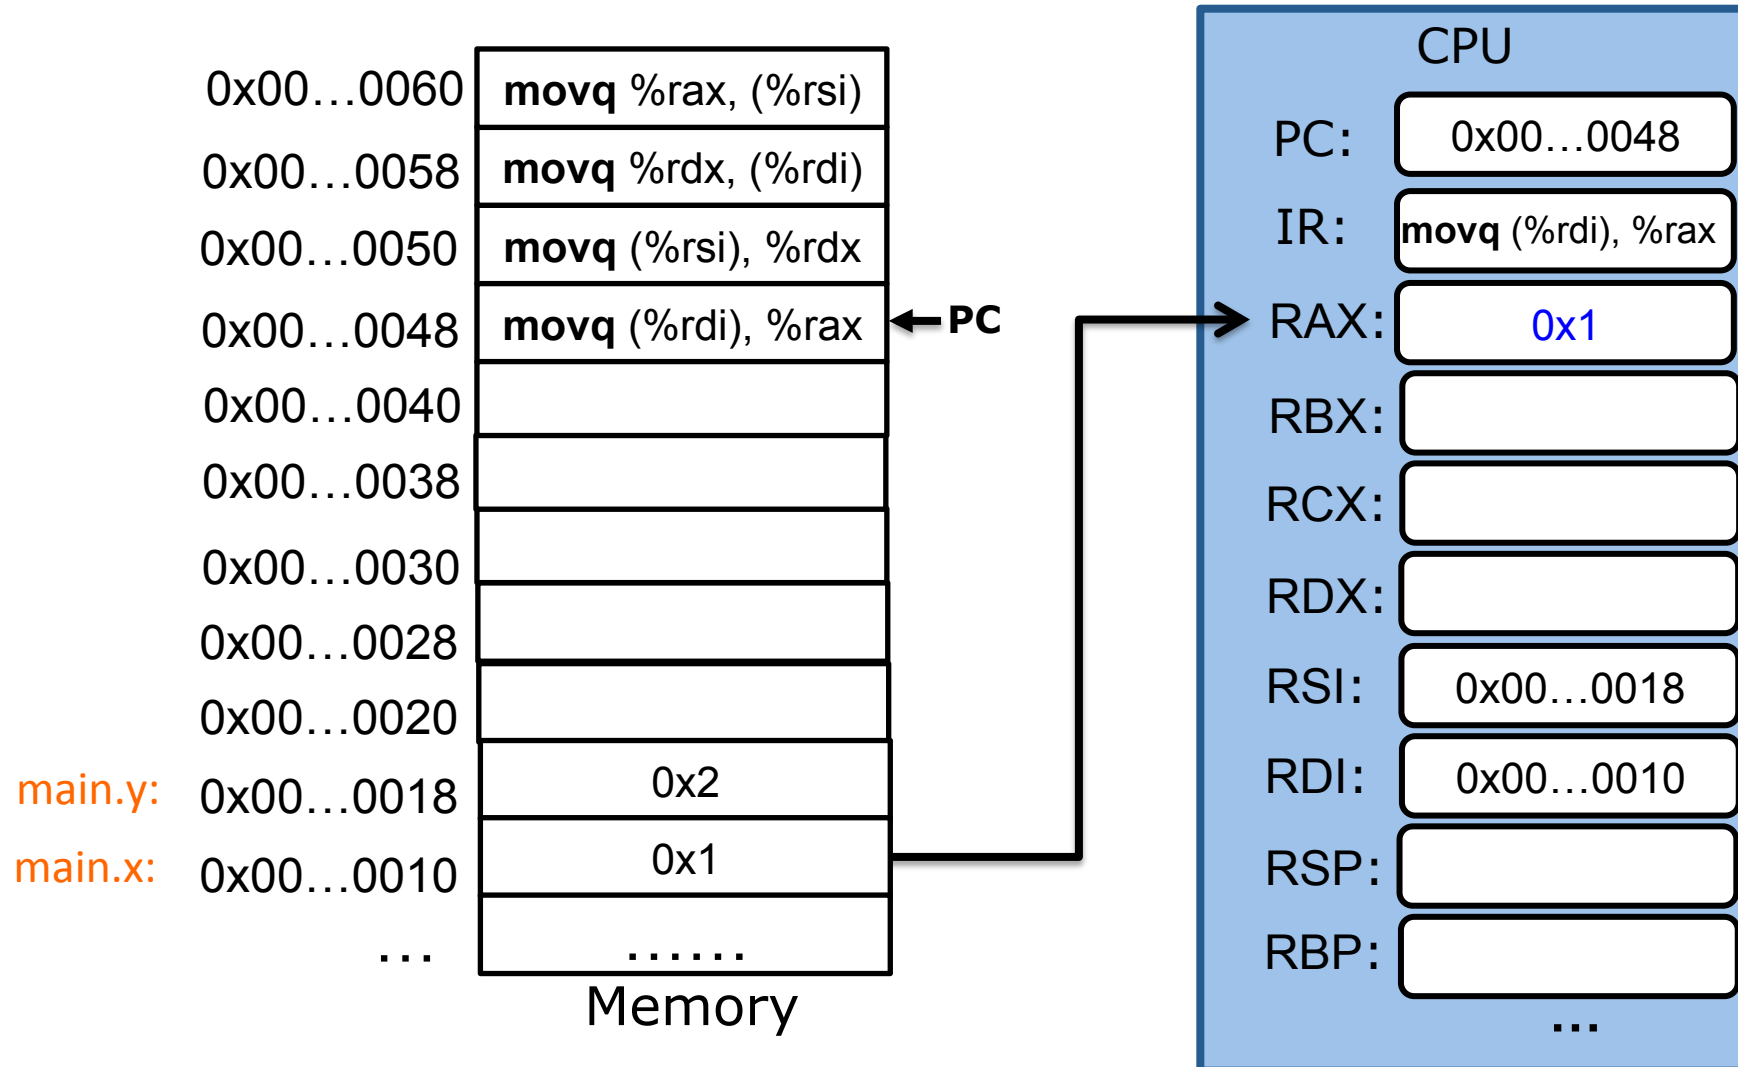 0x00…0060 movq %rax, (%rsi)
0x00…0058 movq %rdx, (%rdi)
0x00…0050 movq (%rsi), %rdx
0x00…0048 movq (%rdi), %rax PC
0x00…0040
0x00…0038
0x00…0030
0x00…0028
0x00…0020
main.y: 0x00…0018 0x2
main.x: 0x00…0010 0x1
… ……
Memory
CPU
PC: 0x00…0048
IR: movq (%rdi), %rax
RAX: 0x1
RBX:
RCX:
RDX:
RSI: 0x00…0018
RDI: 0x00…0010
RSP:
RBP:
…